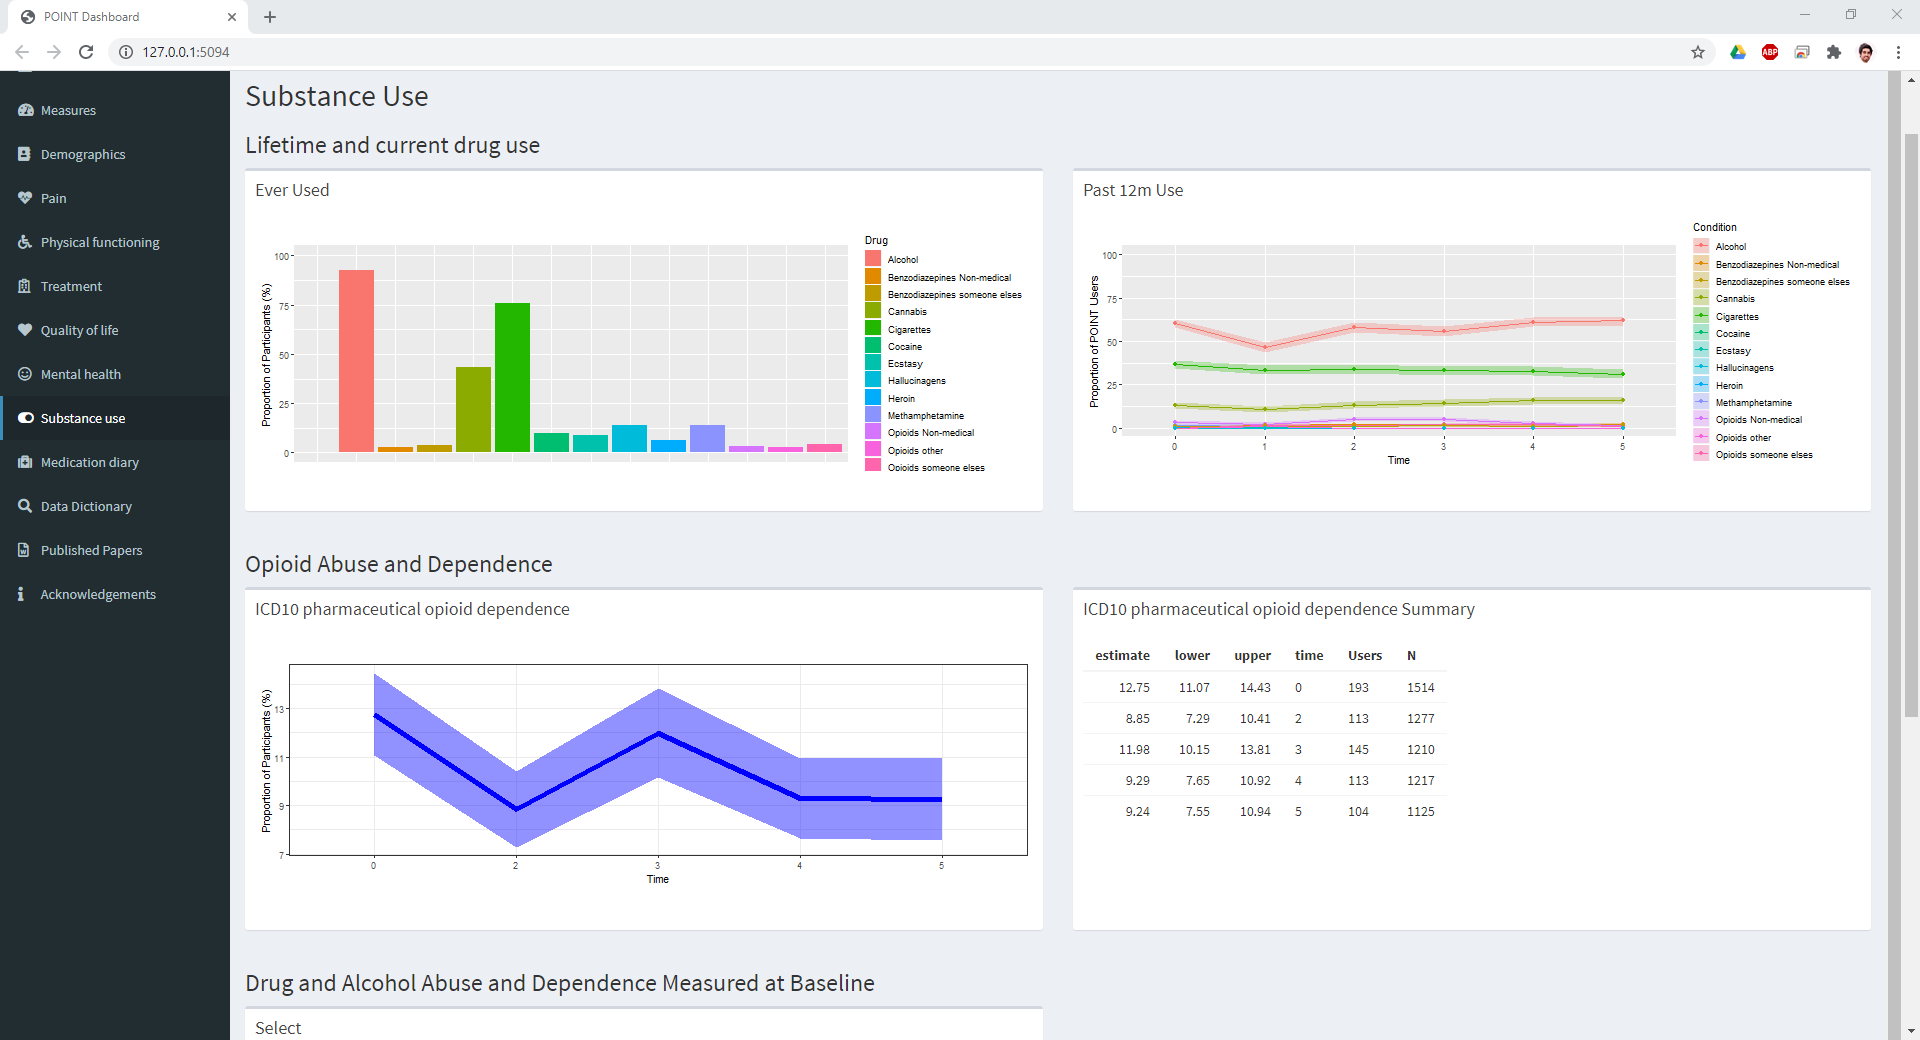 POINT Dashboard
127.0.0.1:5094
ABP
Measures
Demographics
Pain
Physical functioning
Treatment
Quality of life
Mental health
Substance use
Medication diary
Data Dictionary
Published Papers
Acknowledgements
Substance Use
Lifetime and current drug use
Ever Used
Proportion of Participants (%)
100
75
50
25
0
Drug
Alcohol
Benzodiazepines Non-medical
Benzodiazepines someone elses
Cannabis
Cigarettes
Cocaine
Ecstasy
Hallucinagens
Heroin
Methamphetamine
Opioids Non-medical
Opioids other
Opioids someone elses
Past 12m Use
Proportion of POINT Users
100
75
50
25
0
0 1 2 3 4 5
Time
Condition
Alcohol
Benzodiazepines Non-medical
Benzodiazepines someone elses
Cannabis
Cigarettes
Cocaine
Ecstasy
Hallucinagens
Heroin
Methamphetamine
Opioids Non-medical
Opioids other
Opioids someone elses
Opioid Abuse and Dependence
ICD10 pharmaceutical opioid dependence
Proportion of Participants (%)
13
11
9
7
0 2 3 4 5
Time
ICD10 pharmaceutical opioid dependence Summary
estimate lower upper time Users N
12.75 11.07 14.43 0 193 1514
8.85 7.29 10.41 2 113 1277
11.98 10.15 13.81 3 145 1210
9.29 7.65 10.92 4 113 1217
9.24 7.55 10.94 5 104 1125
Drug and Alcohol Abuse and Dependence Measured at Baseline
Select